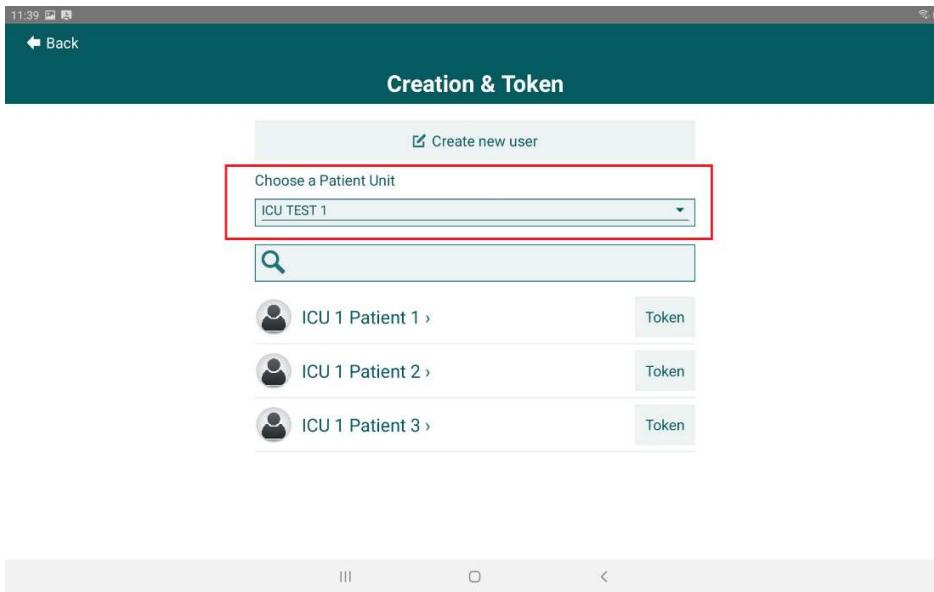 11:39
Back
Creation & Token
Create new user
Choose a Patient Unit
ICU TEST 1
ICU 1 Patient 1 ›
Token
ICU 1 Patient 2 ›
Token
ICU 1 Patient 3 ›
Token